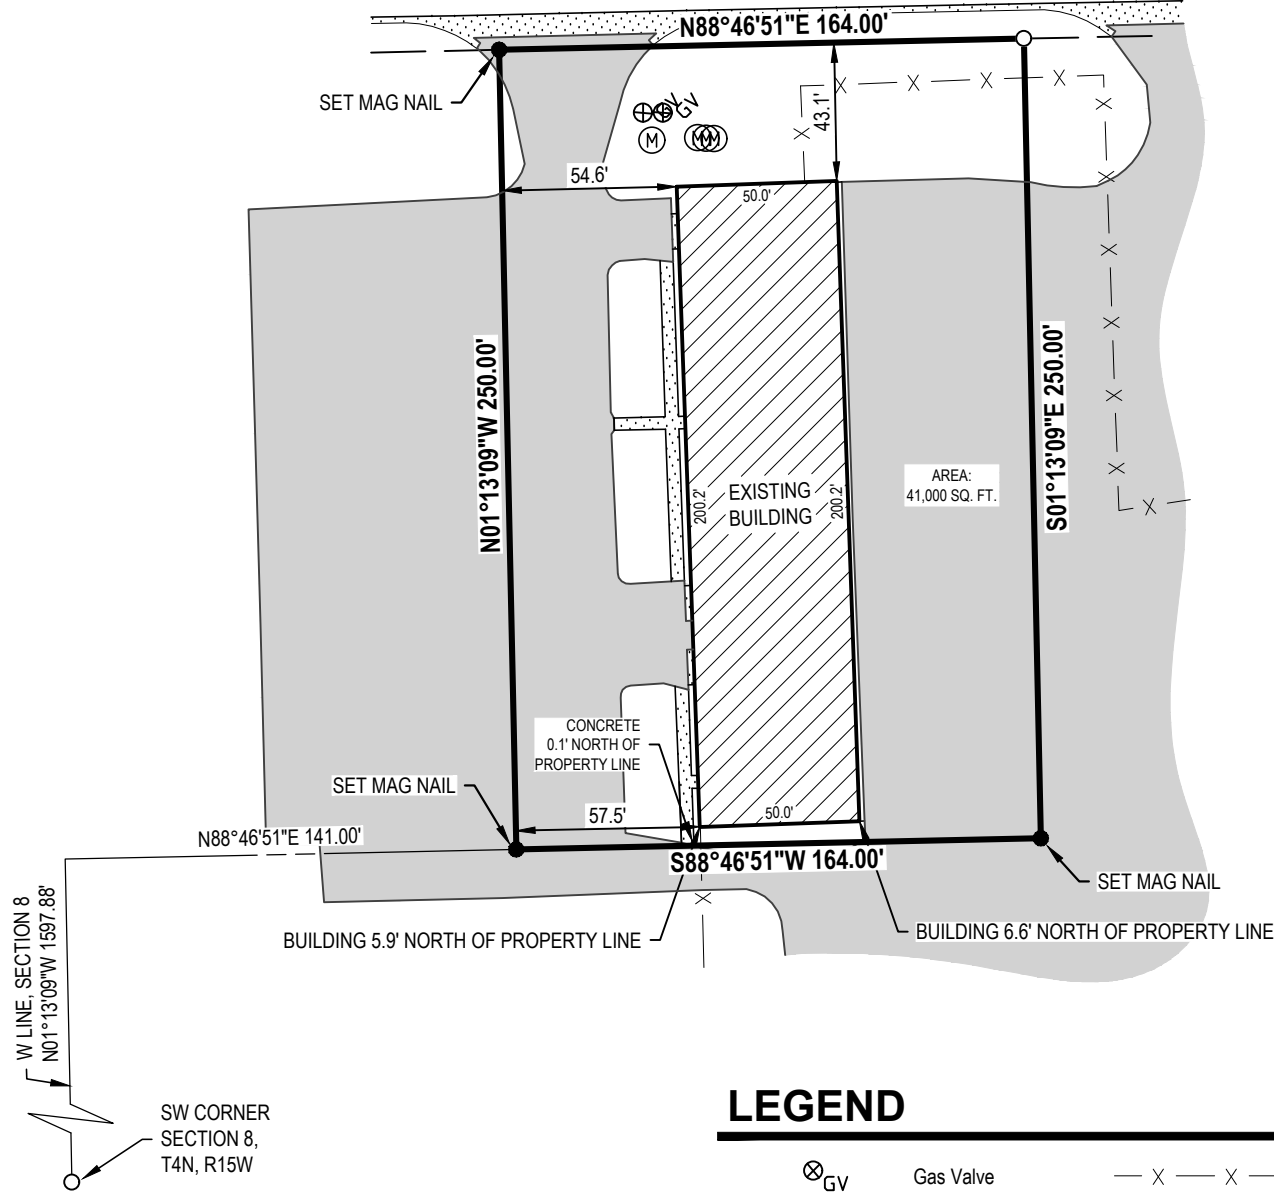 N88°46'51"E 164.00'
SET MAG NAIL
GV
GV
M
M
M
M
43.1'
54.6'
50.0'
N01°13'09"W 250.00'
S01°13'09"E 250.00'
AREA:
41,000 SQ. FT.
EXISTING
BUILDING
200.2'
200.2'
CONCRETE
0.1' NORTH OF
PROPERTY LINE
SET MAG NAIL
57.5'
50.0'
N88°46'51"E 141.00'
S88°46'51"W 164.00'
SET MAG NAIL
BUILDING 5.9' NORTH OF PROPERTY LINE
BUILDING 6.6' NORTH OF PROPERTY LINE
W LINE, SECTION 8
N01°13'09"W 1597.88'
SW CORNER
SECTION 8,
T4N, R15W
LEGEND
GV Gas Valve